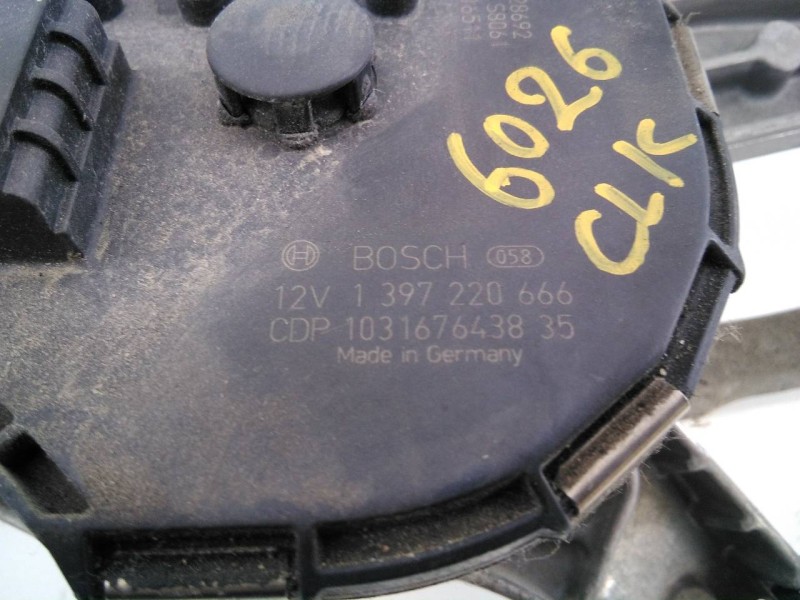 6026
CLK
BOSCH 058
12V 1 397 220 666
CDP 1031676438 35
Made in Germany